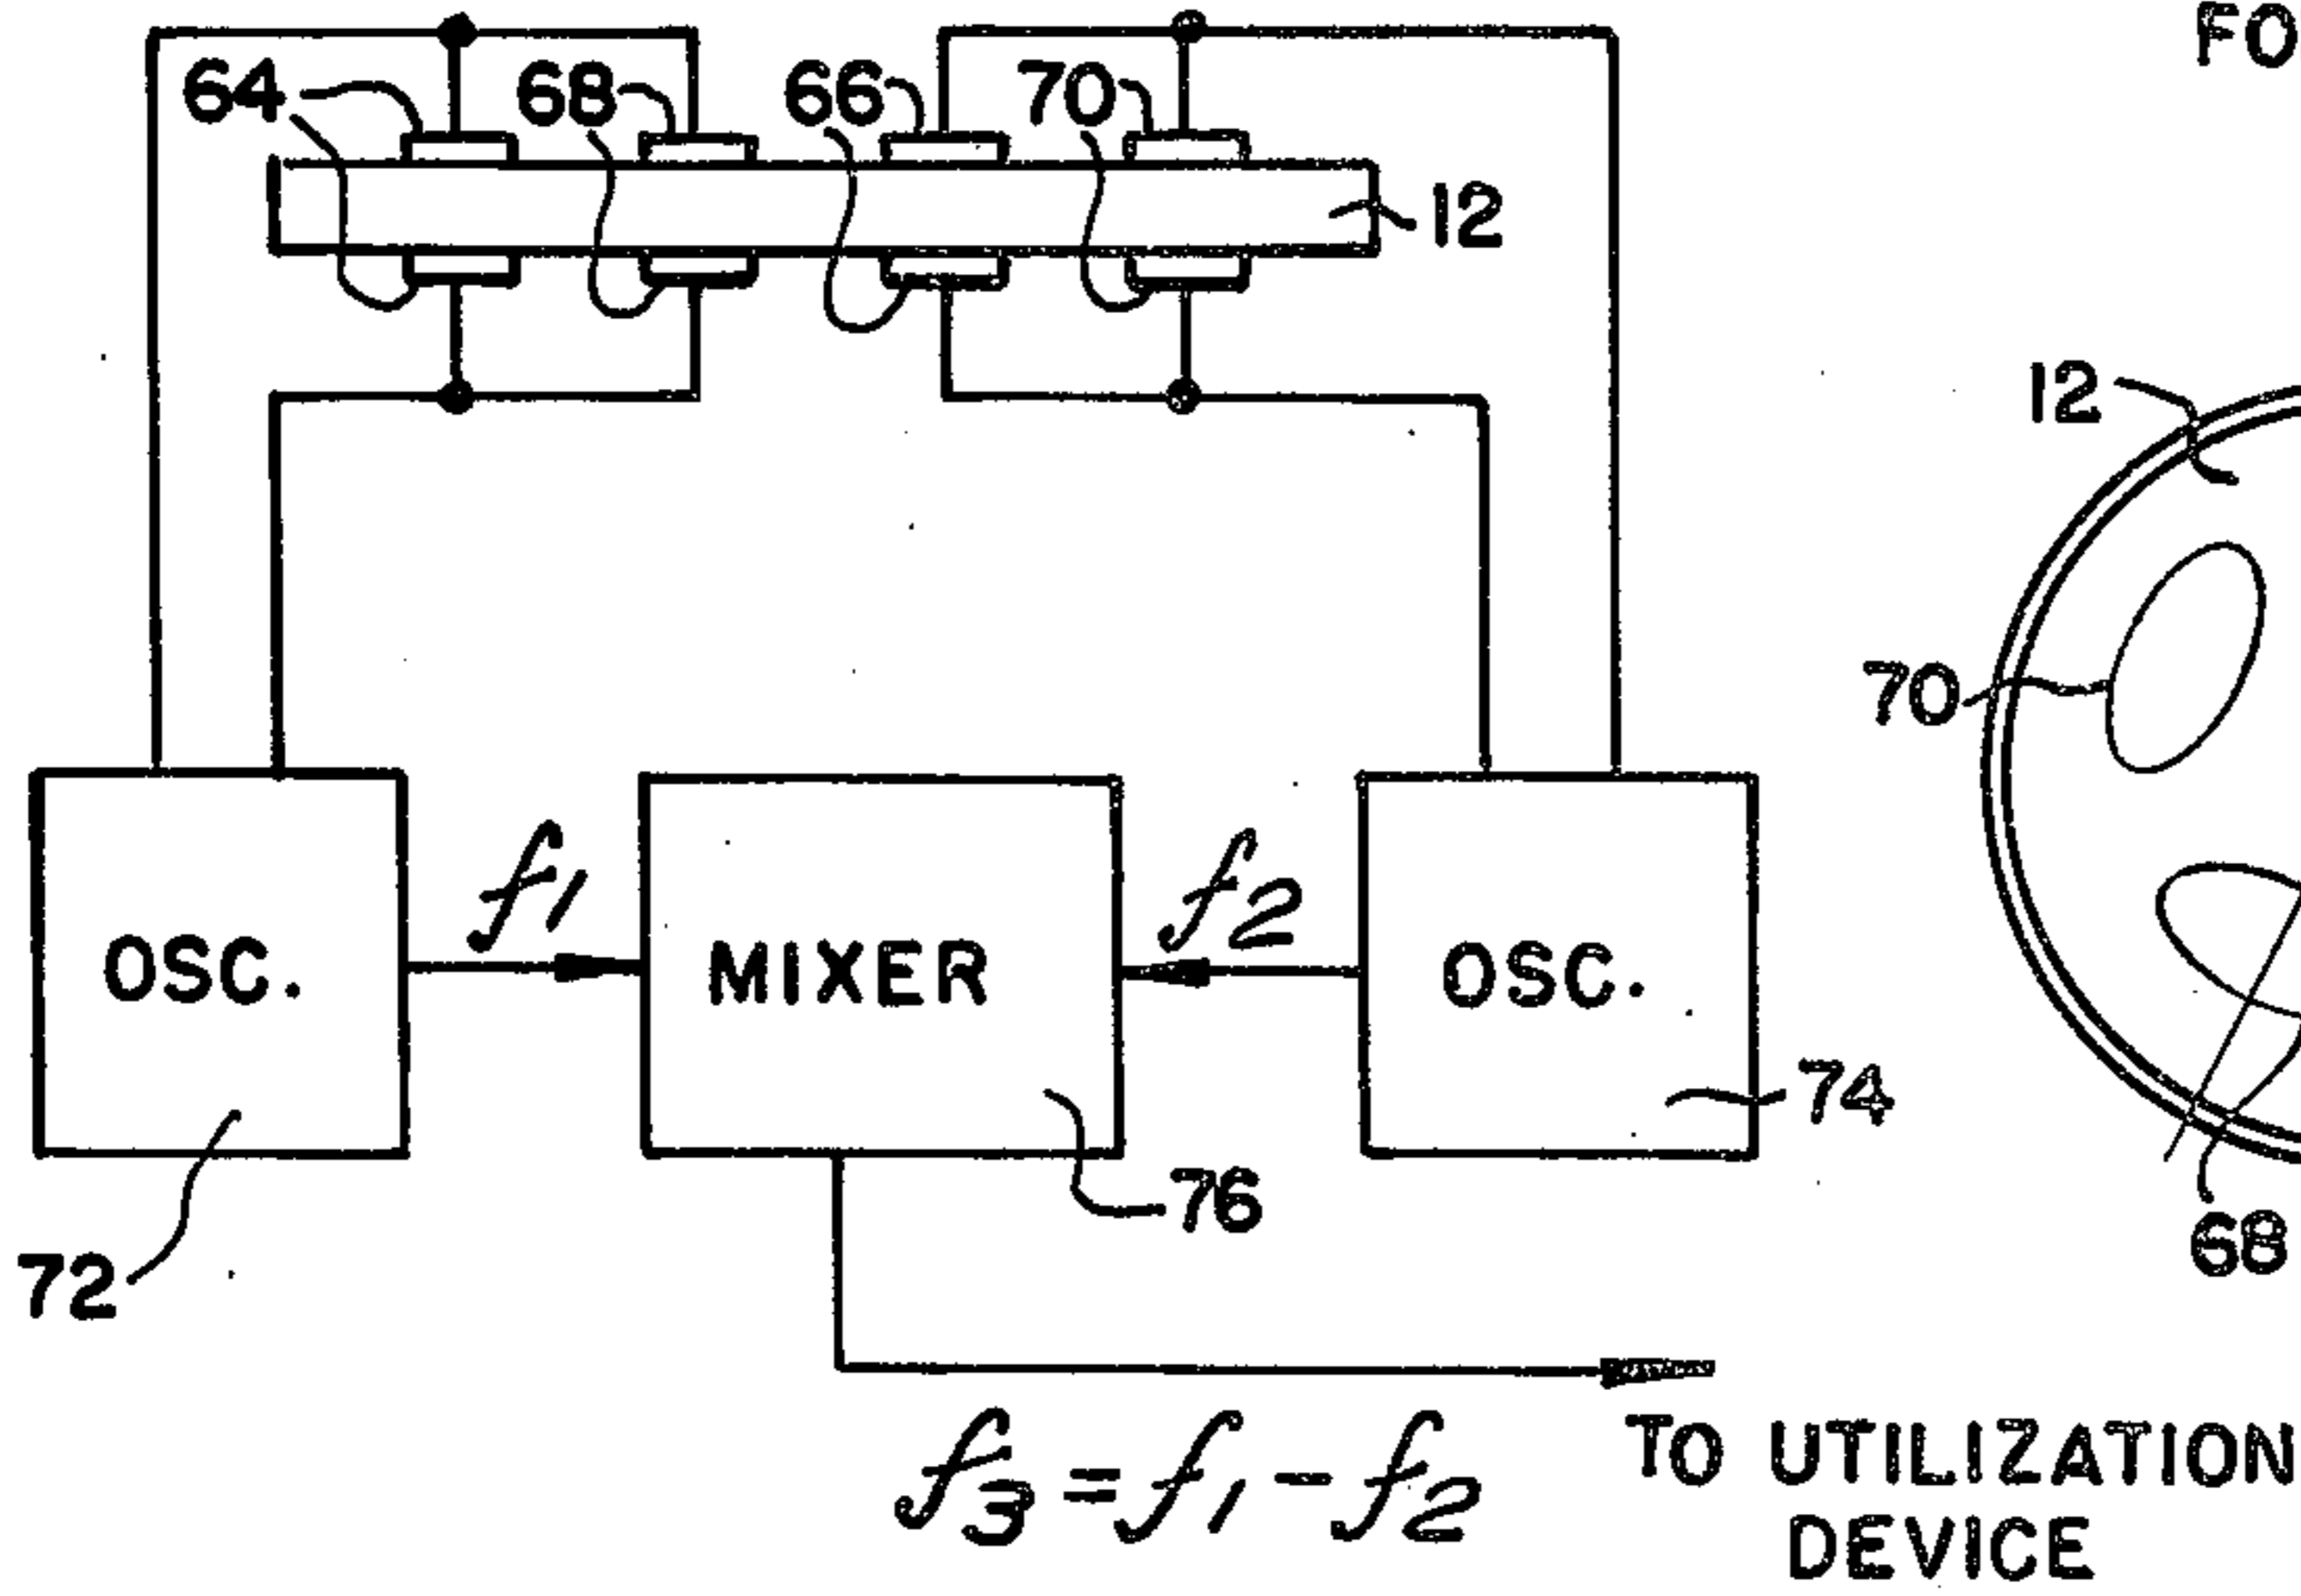 FO
64 68 66 70
12
12
70
f1 f2
OSC. MIXER OSC.
74
76
72
68
f3 = f1 - f2
TO UTILIZATION
DEVICE